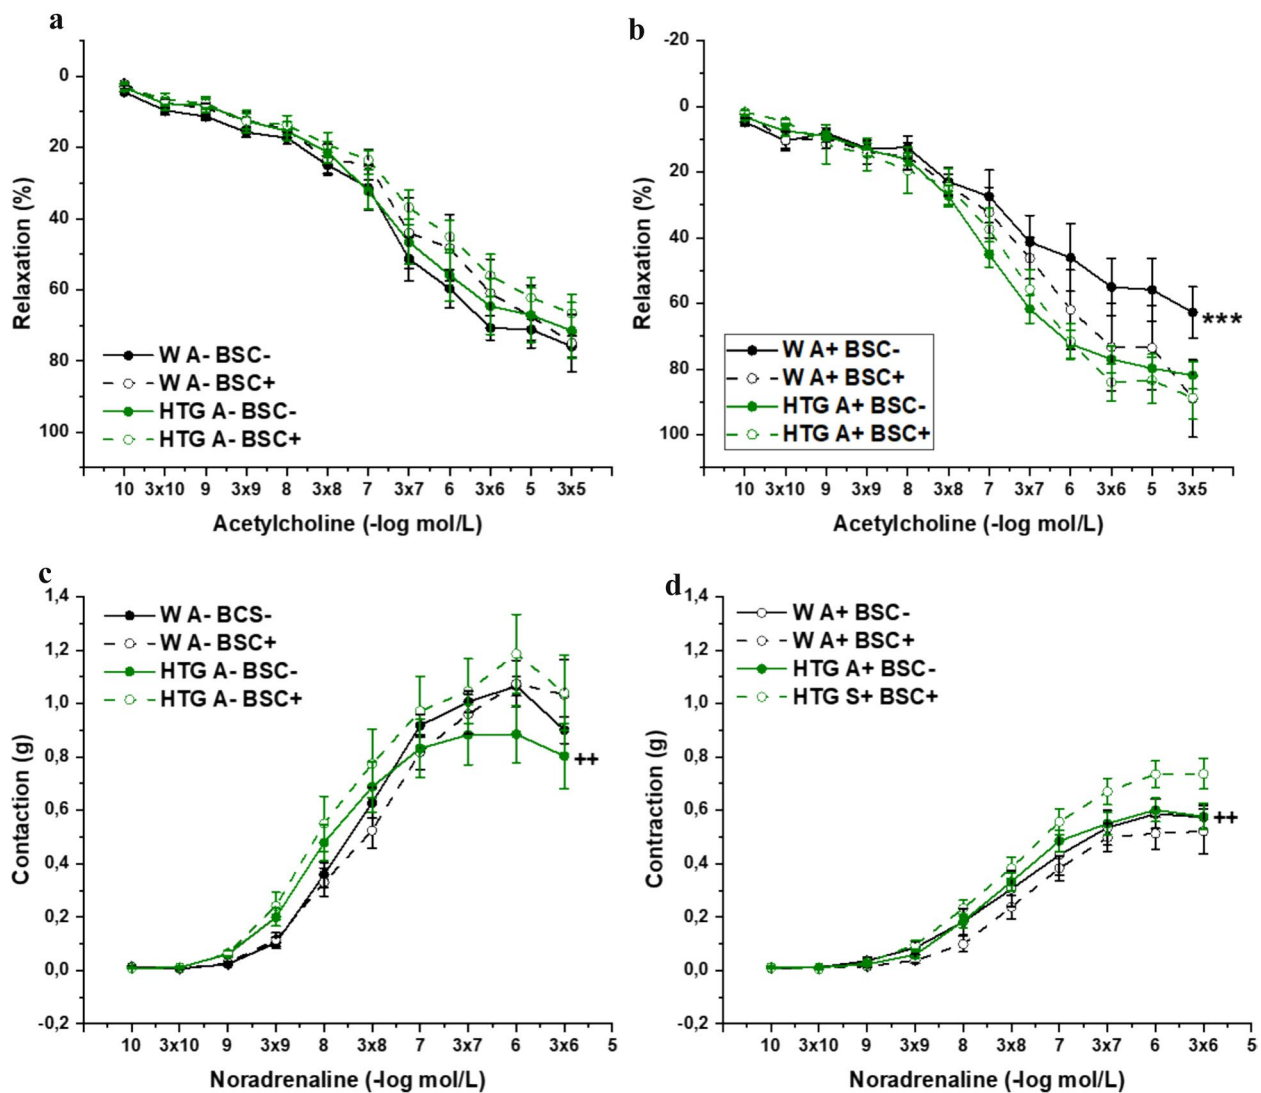 a
0
20
40
60
80
100
Relaxation (%)
W A- BSC-
W A- BSC+
HTG A- BSC-
HTG A- BSC+
10 3x10 9 3x9 8 3x8 7 3x7 6 3x6 5 3x5
Acetylcholine (-log mol/L)
b
-20
0
20
40
60
80
100
Relaxation (%)
***
W A+ BSC-
W A+ BSC+
HTG A+ BSC-
HTG A+ BSC+
10 3x10 9 3x9 8 3x8 7 3x7 6 3x6 5 3x5
Acetylcholine (-log mol/L)
c
1,4
1,2
1,0
0,8
0,6
0,4
0,2
0,0
-0,2
Contaction (g)
W A- BCS-
W A- BSC+
HTG A- BSC-
HTG A- BSC+
++
10 3x10 9 3x9 8 3x8 7 3x7 6 3x6 5
Noradrenaline (-log mol/L)
d
1,4
1,2
1,0
0,8
0,6
0,4
0,2
0,0
-0,2
Contraction (g)
W A+ BSC-
W A+ BSC+
HTG A+ BSC-
HTG S+ BSC+
++
10 3x10 9 3x9 8 3x8 7 3x7 6 3x6 5
Noradrenaline (-log mol/L)